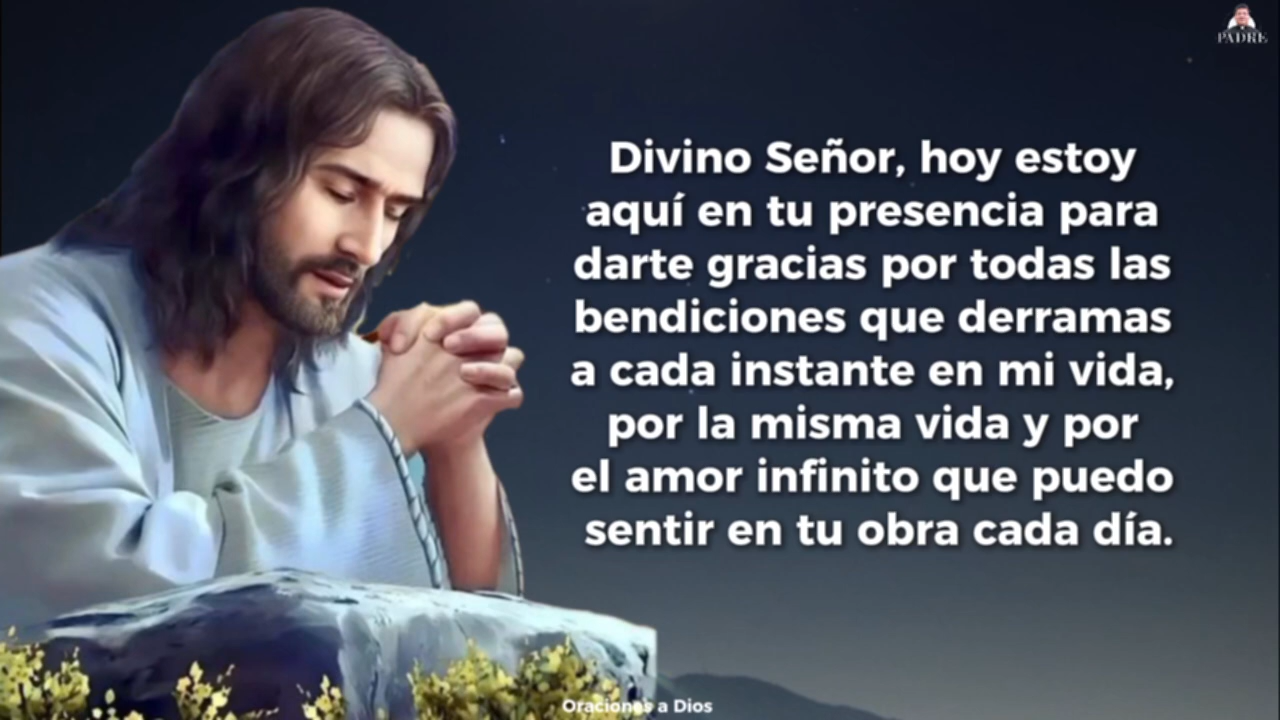 PADRE
Divino Señor, hoy estoy
aquí en tu presencia para
darte gracias por todas las
bendiciones que derramas
a cada instante en mi vida,
por la misma vida y por
el amor infinito que puedo
sentir en tu obra cada día.
Oraciones a Dios